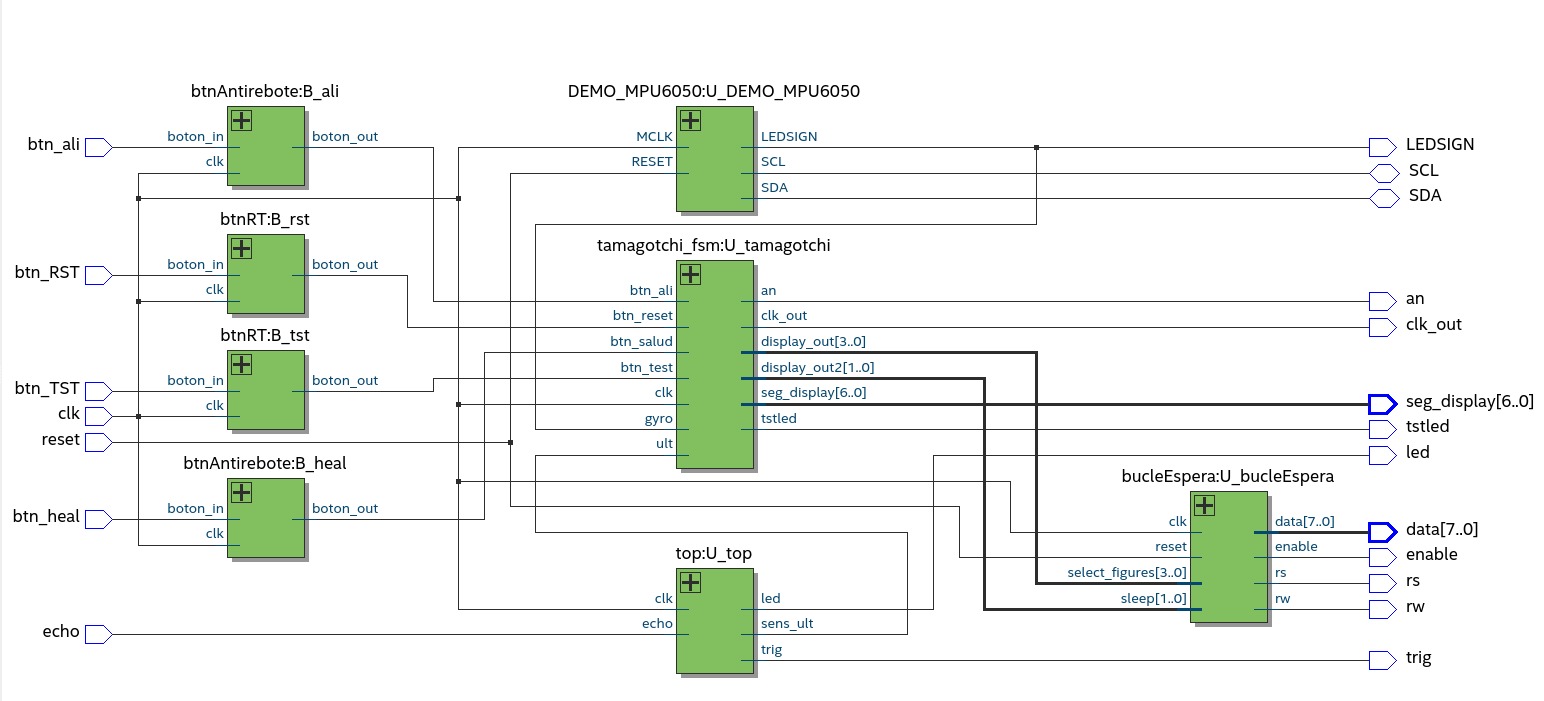 btnAntirebote:B_ali
btn_ali
boton_in
boton_out
clk
btnRT:B_rst
btn_RST
boton_in
boton_out
clk
btnRT:B_tst
btn_TST
boton_in
boton_out
clk
clk
reset
btnAntirebote:B_heal
btn_heal
boton_in
boton_out
clk
echo
DEMO_MPU6050:U_DEMO_MPU6050
MCLK
RESET
LEDSIGN
SCL
SDA
tamagotchi_fsm:U_tamagotchi
btn_ali
btn_reset
btn_salud
btn_test
clk
gyro
ult
an
clk_out
display_out[3..0]
display_out2[1..0]
seg_display[6..0]
tstled
top:U_top
clk
echo
led
sens_ult
trig
bucleEspera:U_bucleEspera
clk
reset
select_figures[3..0]
sleep[1..0]
data[7..0]
enable
rs
rw
LEDSIGN
SCL
SDA
an
clk_out
seg_display[6..0]
tstled
led
data[7..0]
enable
rs
rw
trig